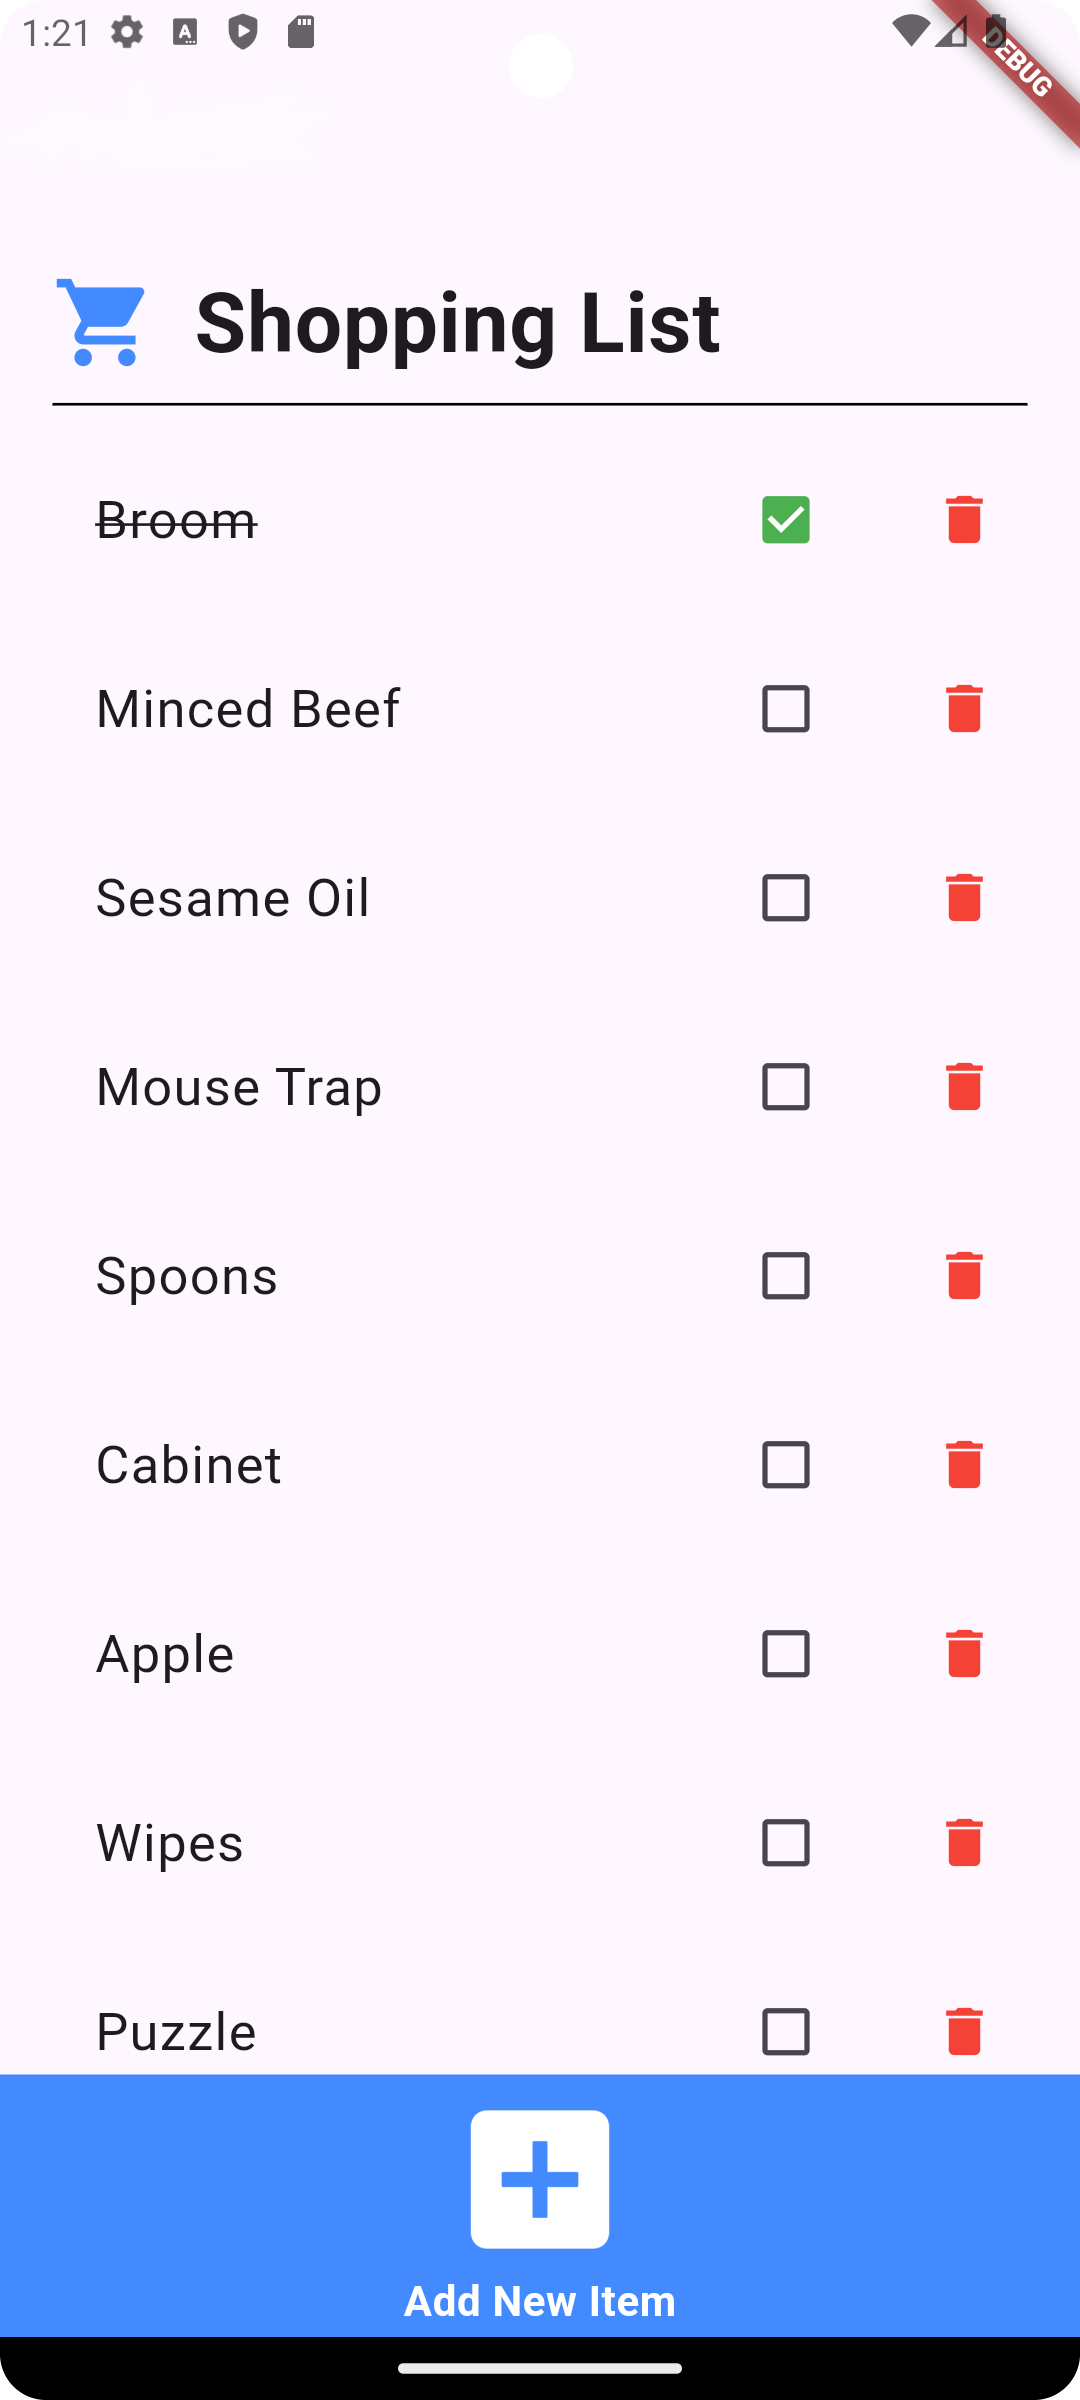 1:21
DEBUG
Shopping List
Broom
Minced Beef
Sesame Oil
Mouse Trap
Spoons
Cabinet
Apple
Wipes
Puzzle
Add New Item